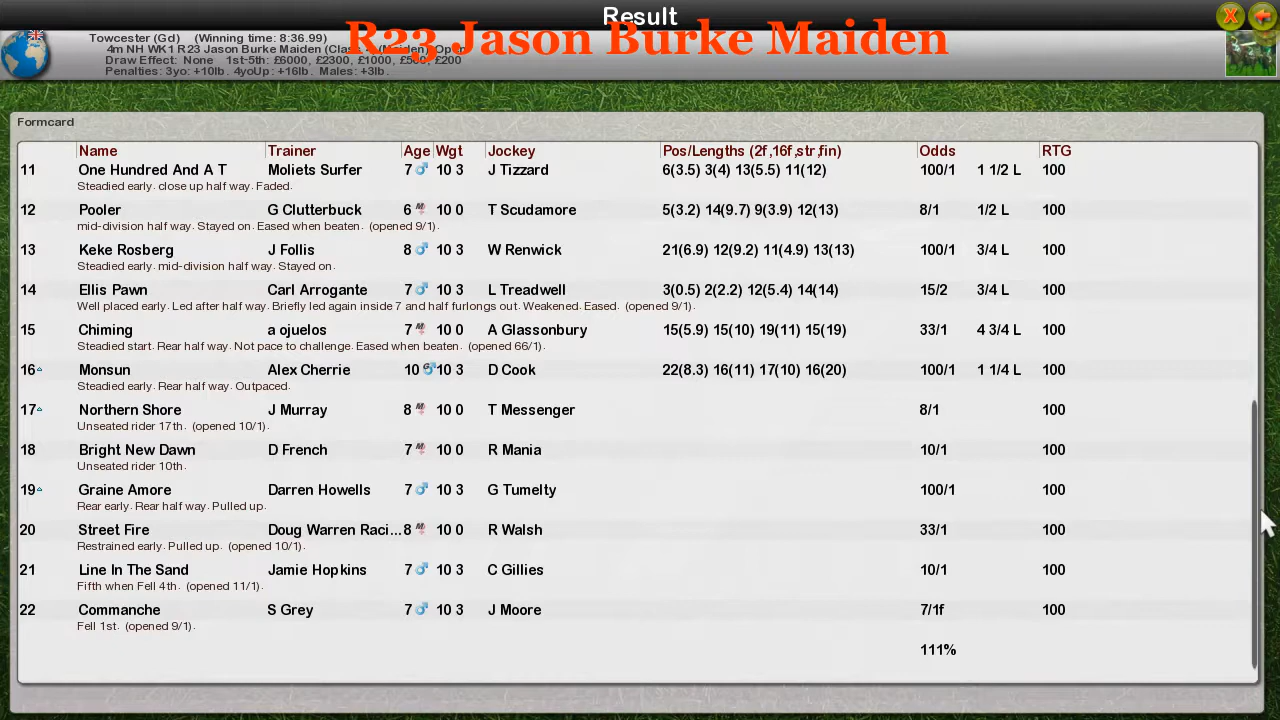 Result
R23 Jason Burke Maiden
Towcester (Gd) (Winning time: 8:36.99)
4m NH WK1 R23 Jason Burke Maiden (Class Maiden) Open
Draw Effect: None 1st-5th: £6000, £2300, £1000, £500, £200
Penalties: 3yo: +10lb. 4yoUp: +16lb. Males: +3lb.
Formcard
Name Trainer Age Wgt Jockey Pos/Lengths (2f,16f,str,fin) Odds RTG
11 One Hundred And A T Moliets Surfer 7 10 3 J Tizzard 6(3.5) 3(4) 13(5.5) 11(12) 100/1 1 1/2 L 100
Steadied early. close up half way. Faded.
12 Pooler G Clutterbuck 6 10 0 T Scudamore 5(3.2) 14(9.7) 9(3.9) 12(13) 8/1 1/2 L 100
mid-division half way. Stayed on. Eased when beaten. (opened 9/1).
13 Keke Rosberg J Follis 8 10 3 W Renwick 21(6.9) 12(9.2) 11(4.9) 13(13) 100/1 3/4 L 100
Steadied early. mid-division half way. Stayed on.
14 Ellis Pawn Carl Arrogante 7 10 3 L Treadwell 3(0.5) 2(2.2) 12(5.4) 14(14) 15/2 3/4 L 100
Well placed early. Led after half way. Briefly led again inside 7 and half furlongs out. Weakened. Eased. (opened 9/1).
15 Chiming a ojuelos 7 10 0 A Glassonbury 15(5.9) 15(10) 19(11) 15(19) 33/1 4 3/4 L 100
Steadied start. Rear half way. Not pace to challenge. Eased when beaten. (opened 66/1).
16 Monsun Alex Cherrie 10 10 3 D Cook 22(8.3) 16(11) 17(10) 16(20) 100/1 1 1/4 L 100
Steadied early. Rear half way. Outpaced.
17 Northern Shore J Murray 8 10 0 T Messenger 8/1 100
Unseated rider 17th. (opened 10/1).
18 Bright New Dawn D French 7 10 0 R Mania 10/1 100
Unseated rider 10th.
19 Graine Amore Darren Howells 7 10 3 G Tumelty 100/1 100
Rear early. Rear half way. Pulled up.
20 Street Fire Doug Warren Raci... 8 10 0 R Walsh 33/1 100
Restrained early. Pulled up. (opened 10/1).
21 Line In The Sand Jamie Hopkins 7 10 3 C Gillies 10/1 100
Fifth when Fell 4th. (opened 11/1).
22 Commanche S Grey 7 10 3 J Moore 7/1f 100
Fell 1st. (opened 9/1).
111%